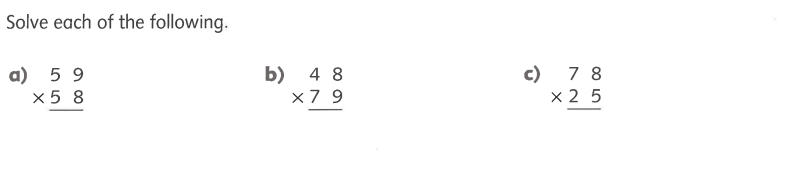 Solve each of the following.
a) 5 9 b) 4 8 c) 7 8
×5 8 ×7 9 ×2 5